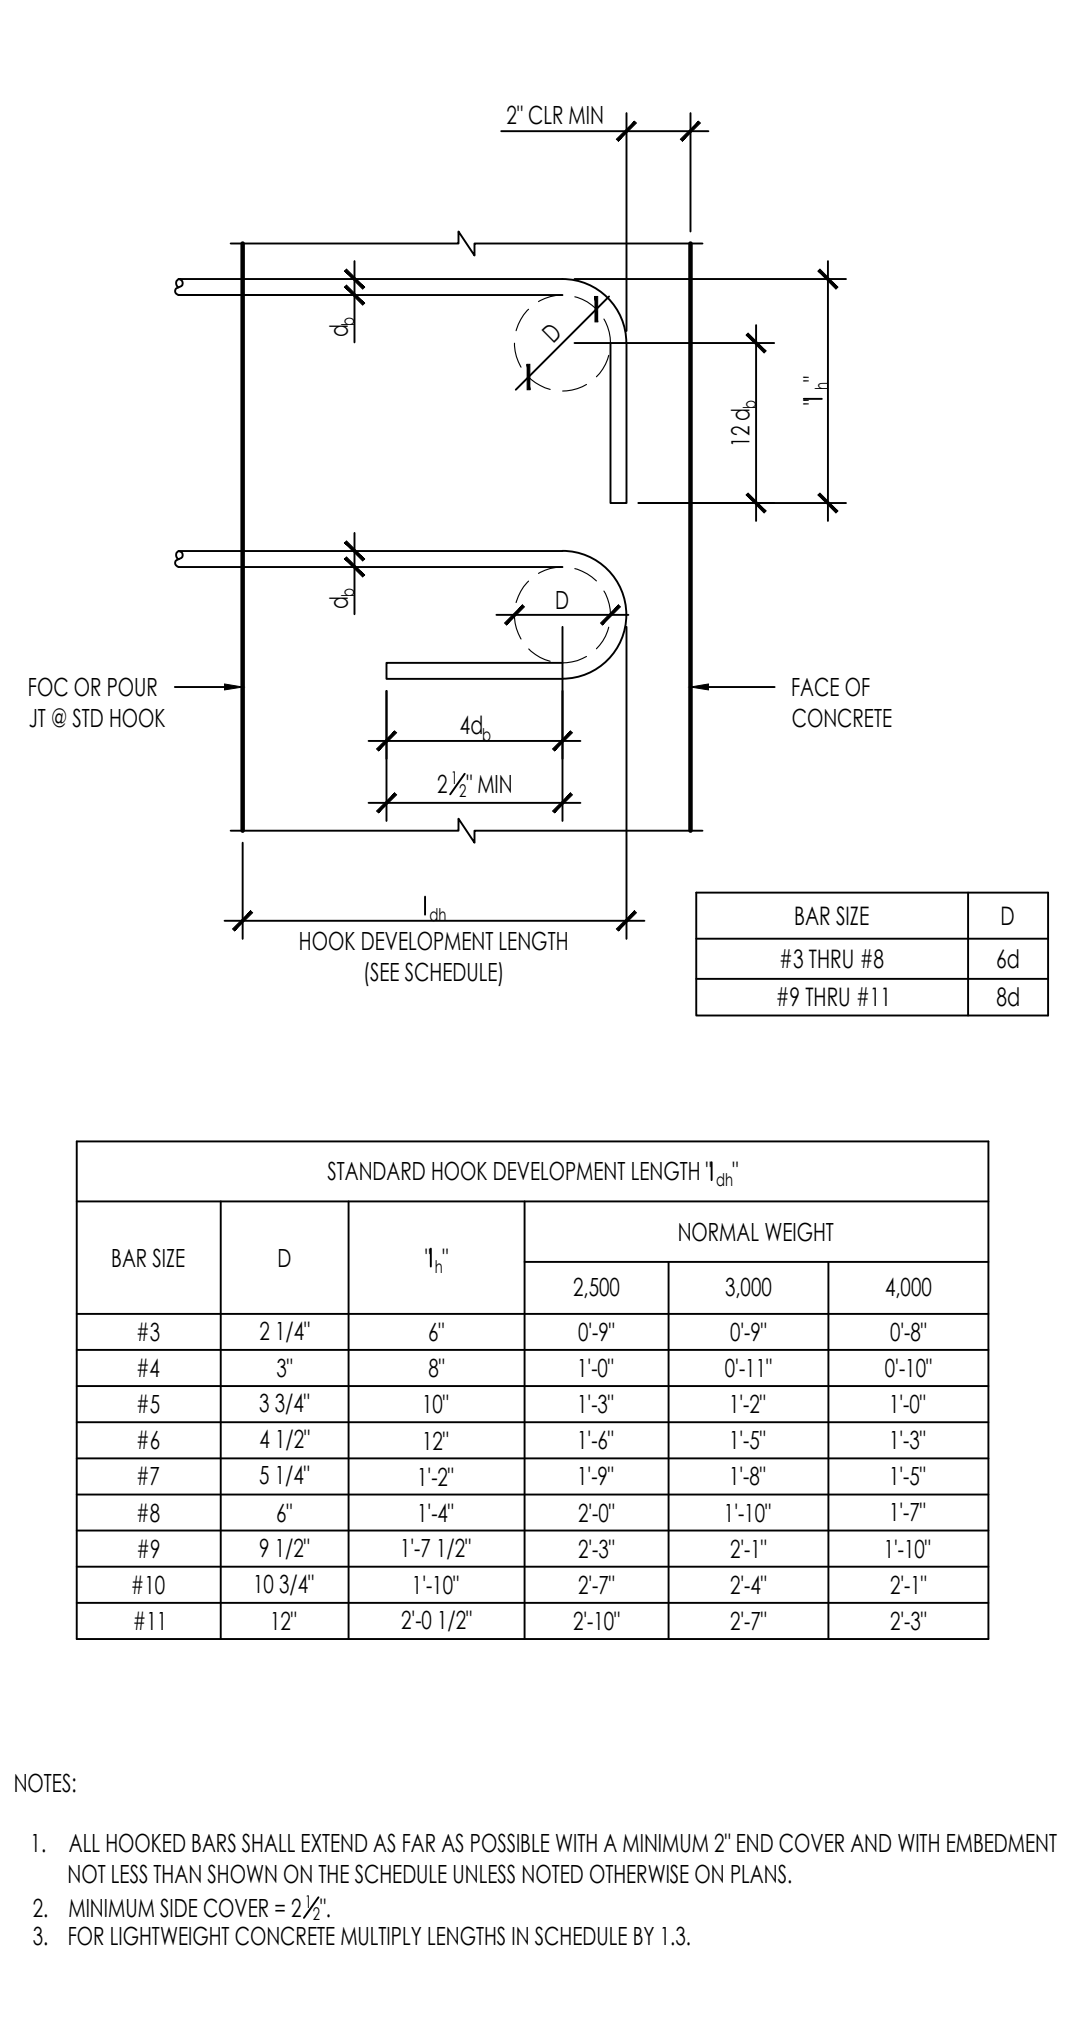 2" CLR MIN
db
D
12 db
"lh"
db
D
FOC OR POUR
JT @ STD HOOK
FACE OF
CONCRETE
4db
2 1/2" MIN
ldh
HOOK DEVELOPMENT LENGTH
(SEE SCHEDULE)
BAR SIZE D
#3 THRU #8 6d
#9 THRU #11 8d
STANDARD HOOK DEVELOPMENT LENGTH "ldh"
BAR SIZE D "lh" NORMAL WEIGHT
2,500 3,000 4,000
#3 2 1/4" 6" 0'-9" 0'-9" 0'-8"
#4 3" 8" 1'-0" 0'-11" 0'-10"
#5 3 3/4" 10" 1'-3" 1'-2" 1'-0"
#6 4 1/2" 12" 1'-6" 1'-5" 1'-3"
#7 5 1/4" 1'-2" 1'-9" 1'-8" 1'-5"
#8 6" 1'-4" 2'-0" 1'-10" 1'-7"
#9 9 1/2" 1'-7 1/2" 2'-3" 2'-1" 1'-10"
#10 10 3/4" 1'-10" 2'-7" 2'-4" 2'-1"
#11 12" 2'-0 1/2" 2'-10" 2'-7" 2'-3"
NOTES:
1. ALL HOOKED BARS SHALL EXTEND AS FAR AS POSSIBLE WITH A MINIMUM 2" END COVER AND WITH EMBEDMENT
NOT LESS THAN SHOWN ON THE SCHEDULE UNLESS NOTED OTHERWISE ON PLANS.
2. MINIMUM SIDE COVER = 2 1/2".
3. FOR LIGHTWEIGHT CONCRETE MULTIPLY LENGTHS IN SCHEDULE BY 1.3.